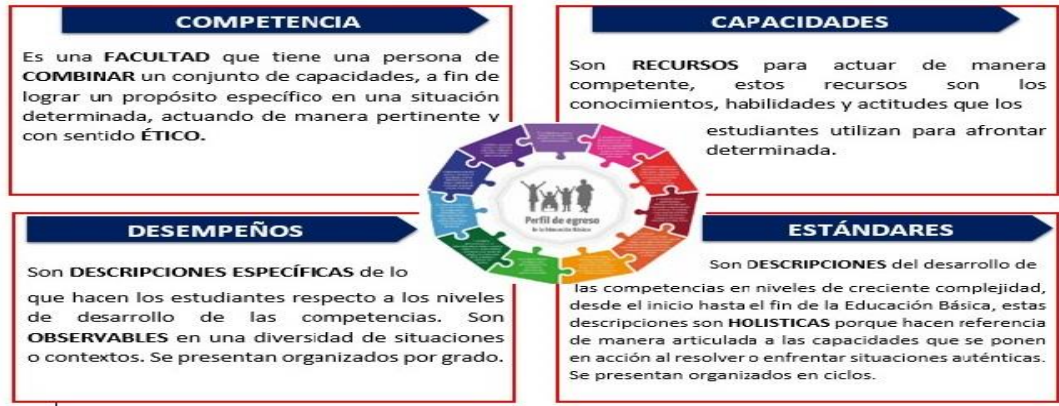 COMPETENCIA
Es una FACULTAD que tiene una persona de
COMBINAR un conjunto de capacidades, a fin de
lograr un propósito específico en una situación
determinada, actuando de manera pertinente y
con sentido ÉTICO.
CAPACIDADES
Son RECURSOS para actuar de manera
competente, estos recursos son los
conocimientos, habilidades y actitudes que los
estudiantes utilizan para afrontar
determinada.
Perfil de egreso
de la Educación Básica
DESEMPEÑOS
Son DESCRIPCIONES ESPECÍFICAS de lo
que hacen los estudiantes respecto a los niveles
de desarrollo de las competencias. Son
OBSERVABLES en una diversidad de situaciones
o contextos. Se presentan organizados por grado.
ESTÁNDARES
Son DESCRIPCIONES del desarrollo de
las competencias en niveles de creciente complejidad,
desde el inicio hasta el fin de la Educación Básica, estas
descripciones son HOLISTICAS porque hacen referencia
de manera articulada a las capacidades que se ponen
en acción al resolver o enfrentar situaciones auténticas.
Se presentan organizados en ciclos.